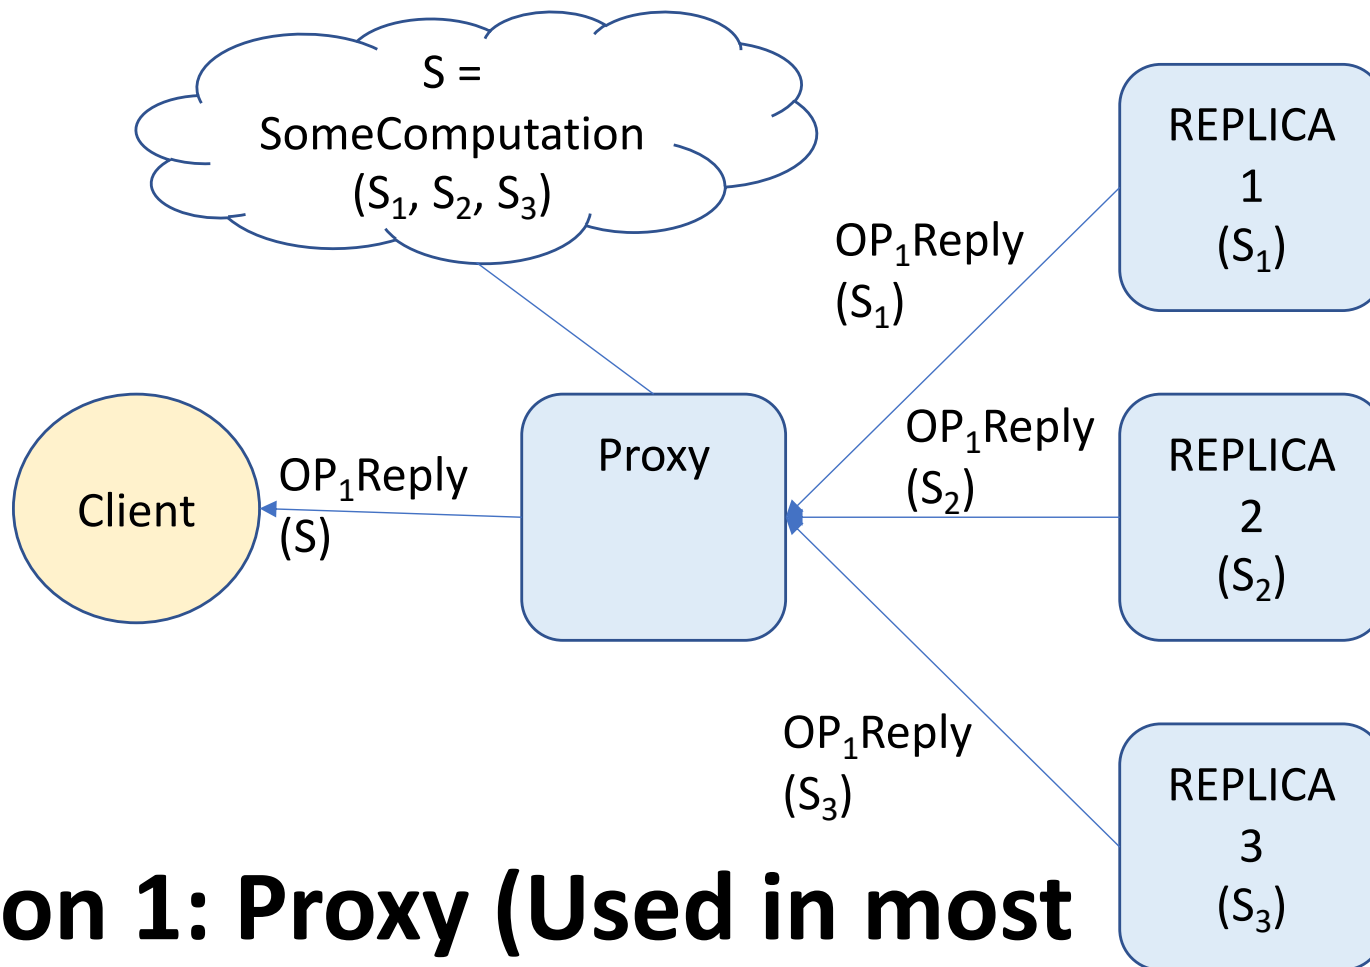 S =
SomeComputation
(S₁, S₂, S₃)
REPLICA
1
(S₁)
OP₁Reply
(S₁)
Client
OP₁Reply
(S)
Proxy
OP₁Reply
(S₂)
REPLICA
2
(S₂)
OP₁Reply
(S₃)
REPLICA
3
(S₃)
on 1: Proxy (Used in most